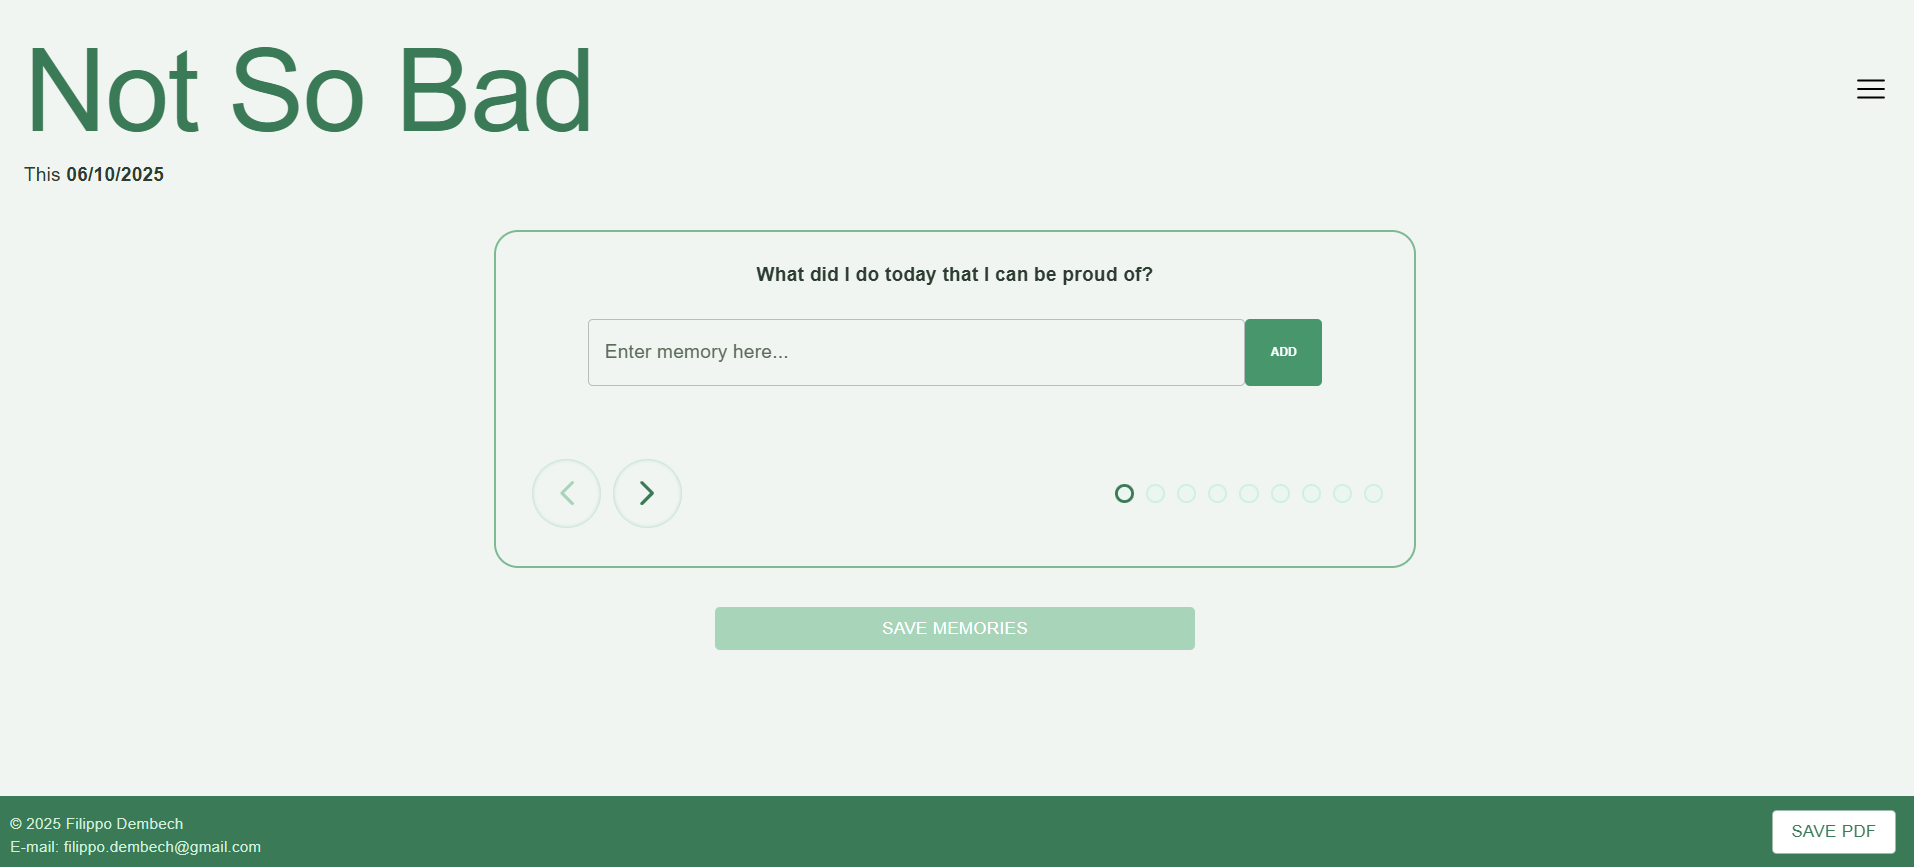 Not So Bad
This 06/10/2025
What did I do today that I can be proud of?
Enter memory here...
ADD
SAVE MEMORIES
© 2025 Filippo Dembech
E-mail: filippo.dembech@gmail.com
SAVE PDF